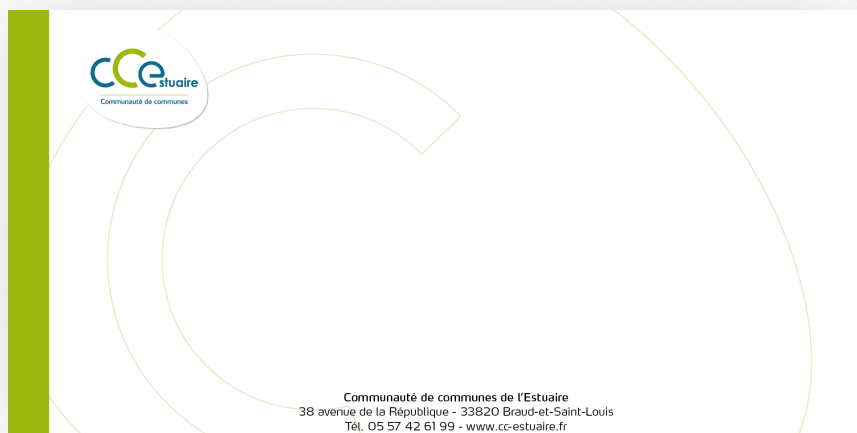 CCEstuaire
Communauté de communes
Communauté de communes de l'Estuaire
38 avenue de la République - 33820 Braud-et-Saint-Louis
Tél. 05 57 42 61 99 - www.cc-estuaire.fr